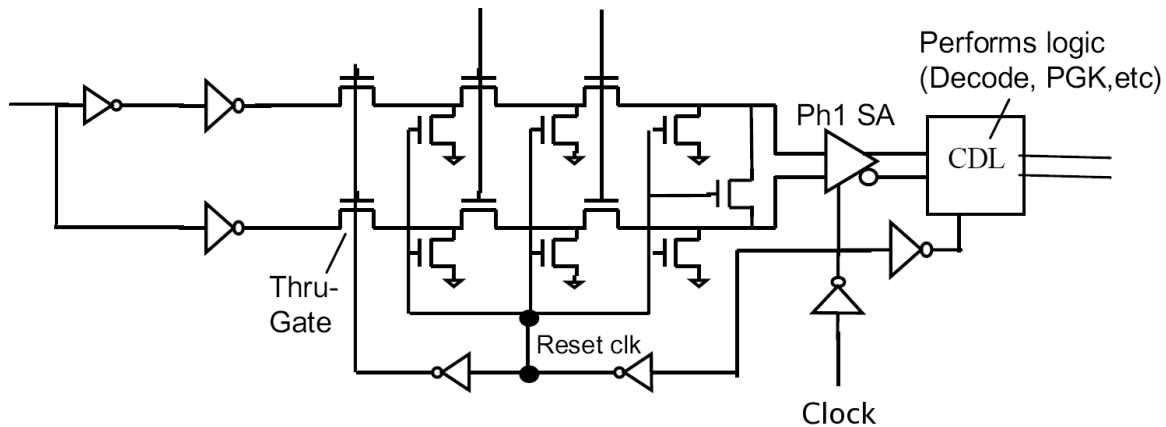 Performs logic
(Decode, PGK,etc)
Ph1 SA
CDL
Thru-
Gate
Reset clk
Clock